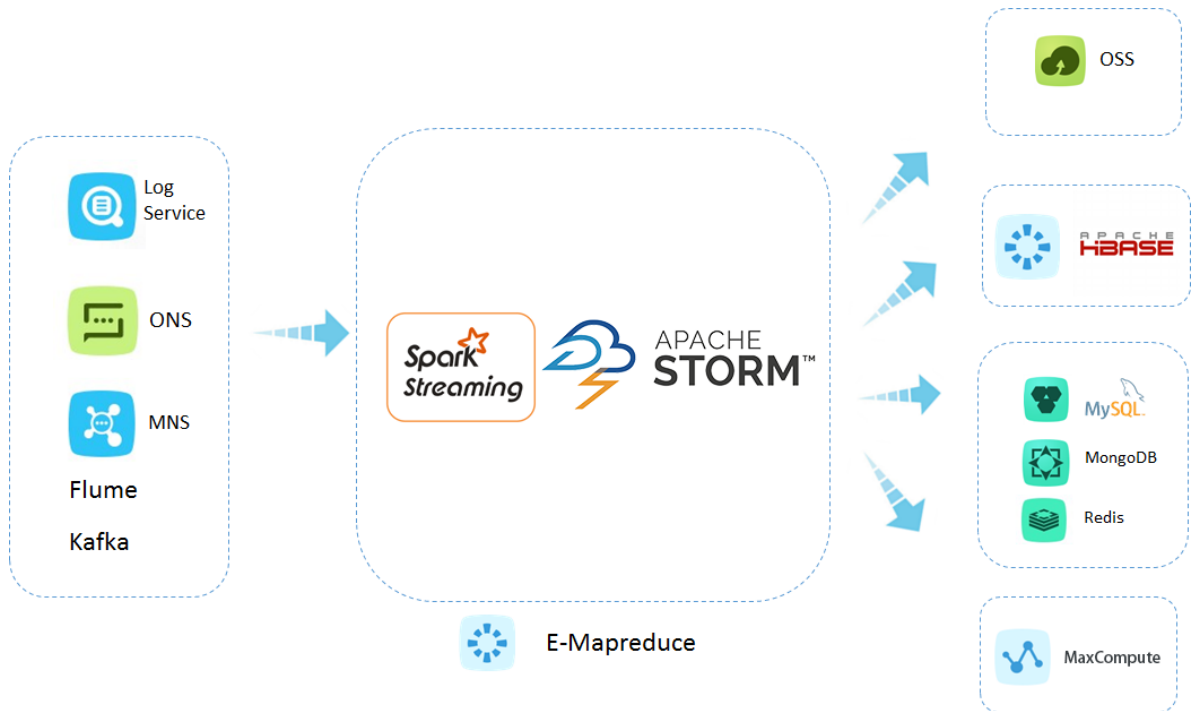 Log
Service
ONS
MNS
Flume
Kafka
Spark
Streaming
APACHE
STORM™
E-Mapreduce
OSS
APACHE
HBASE
MySQL
MongoDB
Redis
MaxCompute